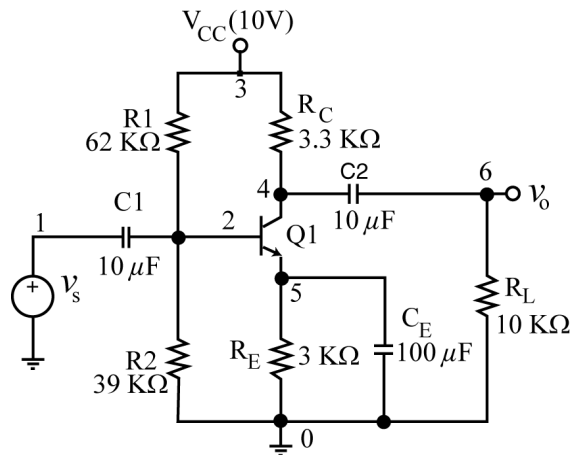 V_CC (10V)
3
R1
62 KΩ
R_C
3.3 KΩ
4
C2
10 μF
6
v_o
1
C1
10 μF
2
Q1
v_s
+
5
R2
39 KΩ
R_E
3 KΩ
C_E
100 μF
R_L
10 KΩ
0